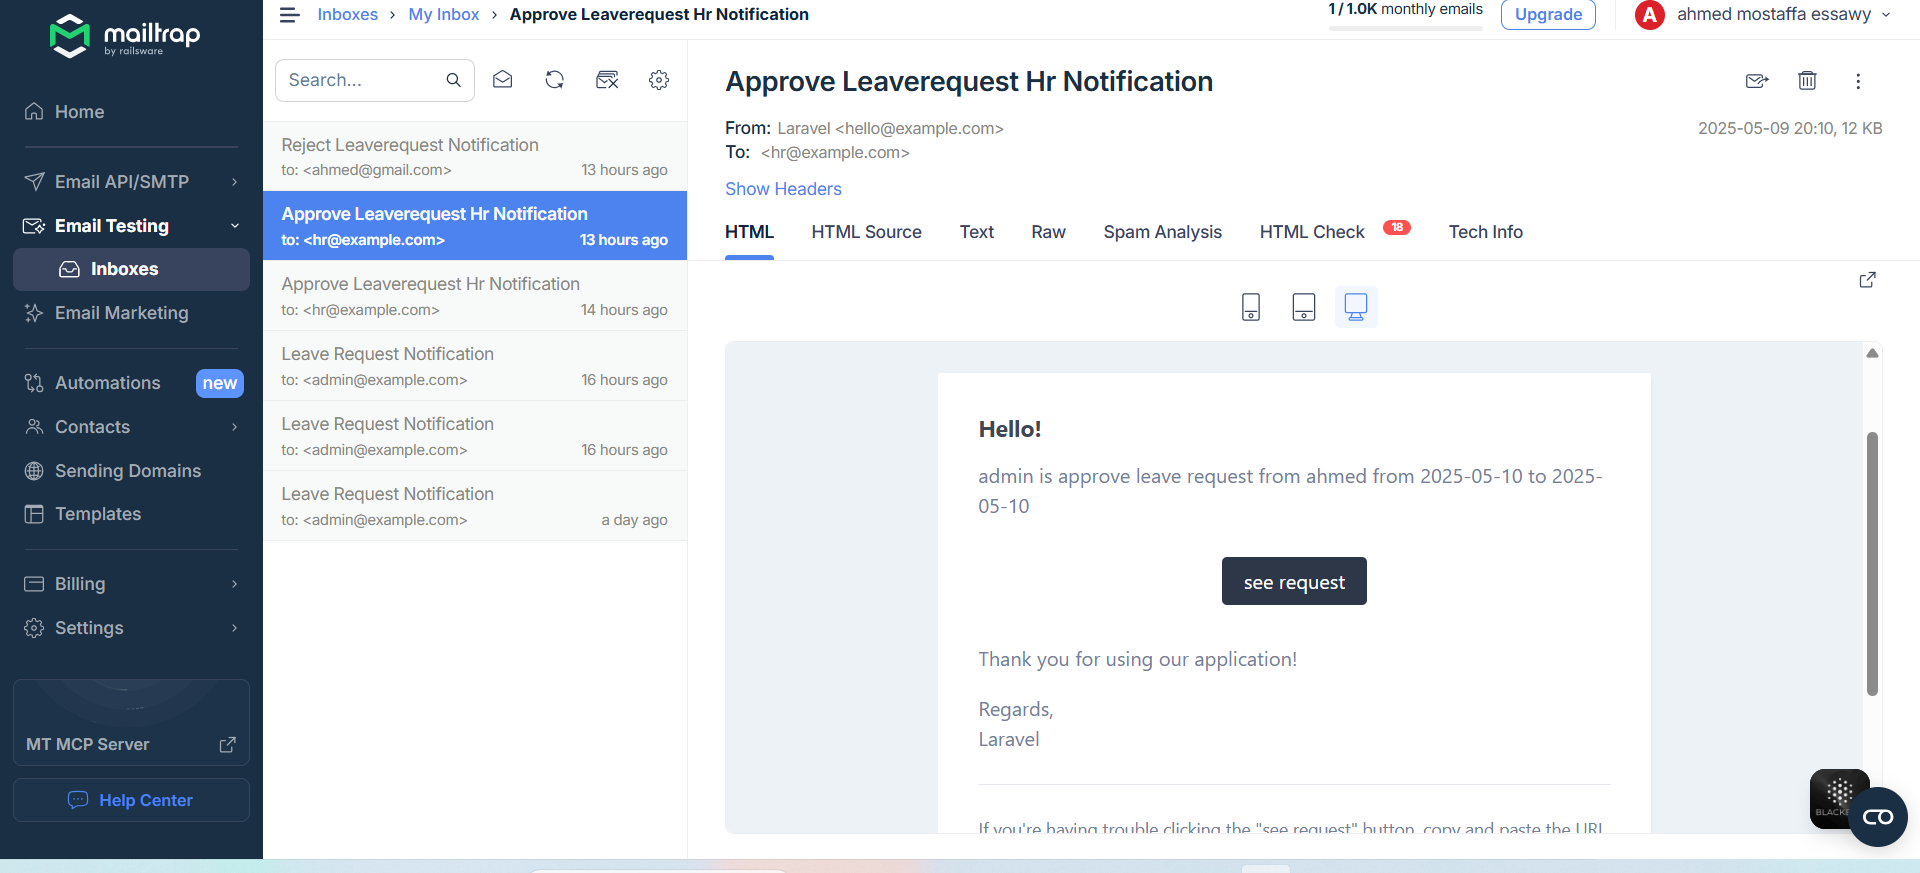 mailtrap
by railsware
Home
Email API/SMTP
Email Testing
Inboxes
Email Marketing
Automations new
Contacts
Sending Domains
Templates
Billing
Settings
MT MCP Server
Help Center
Inboxes › My Inbox › Approve Leaverequest Hr Notification
1 / 1.0K monthly emails
Upgrade
A ahmed mostaffa essawy
Search...
Reject Leaverequest Notification
to: <ahmed@gmail.com> 13 hours ago
Approve Leaverequest Hr Notification
to: <hr@example.com> 13 hours ago
Approve Leaverequest Hr Notification
to: <hr@example.com> 14 hours ago
Leave Request Notification
to: <admin@example.com> 16 hours ago
Leave Request Notification
to: <admin@example.com> 16 hours ago
Leave Request Notification
to: <admin@example.com> a day ago
Approve Leaverequest Hr Notification
From: Laravel <hello@example.com> 2025-05-09 20:10, 12 KB
To: <hr@example.com>
Show Headers
HTML HTML Source Text Raw Spam Analysis HTML Check 18 Tech Info
Hello!
admin is approve leave request from ahmed from 2025-05-10 to 2025-
05-10
see request
Thank you for using our application!
Regards,
Laravel
If you're having trouble clicking the "see request" button, copy and paste the URL